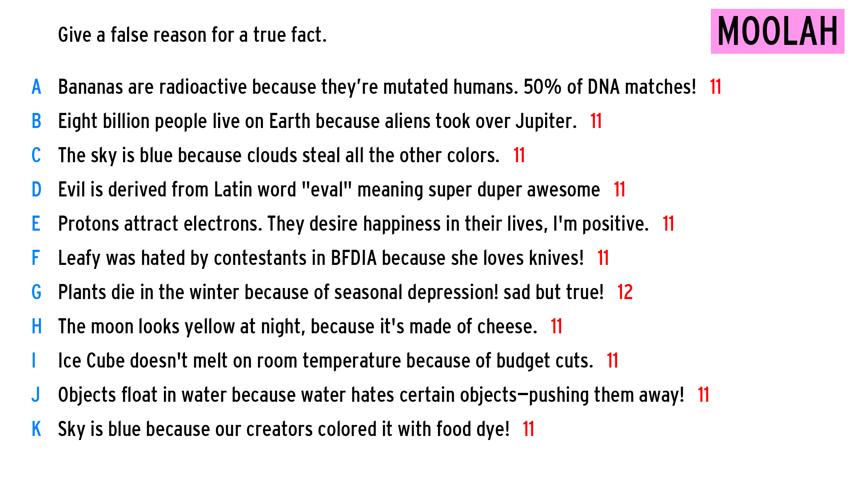 Give a false reason for a true fact.
MOOLAH
A Bananas are radioactive because they're mutated humans. 50% of DNA matches! 11
B Eight billion people live on Earth because aliens took over Jupiter. 11
C The sky is blue because clouds steal all the other colors. 11
D Evil is derived from Latin word "eval" meaning super duper awesome 11
E Protons attract electrons. They desire happiness in their lives, I'm positive. 11
F Leafy was hated by contestants in BFDIA because she loves knives! 11
G Plants die in the winter because of seasonal depression! sad but true! 12
H The moon looks yellow at night, because it's made of cheese. 11
I Ice Cube doesn't melt on room temperature because of budget cuts. 11
J Objects float in water because water hates certain objects—pushing them away! 11
K Sky is blue because our creators colored it with food dye! 11